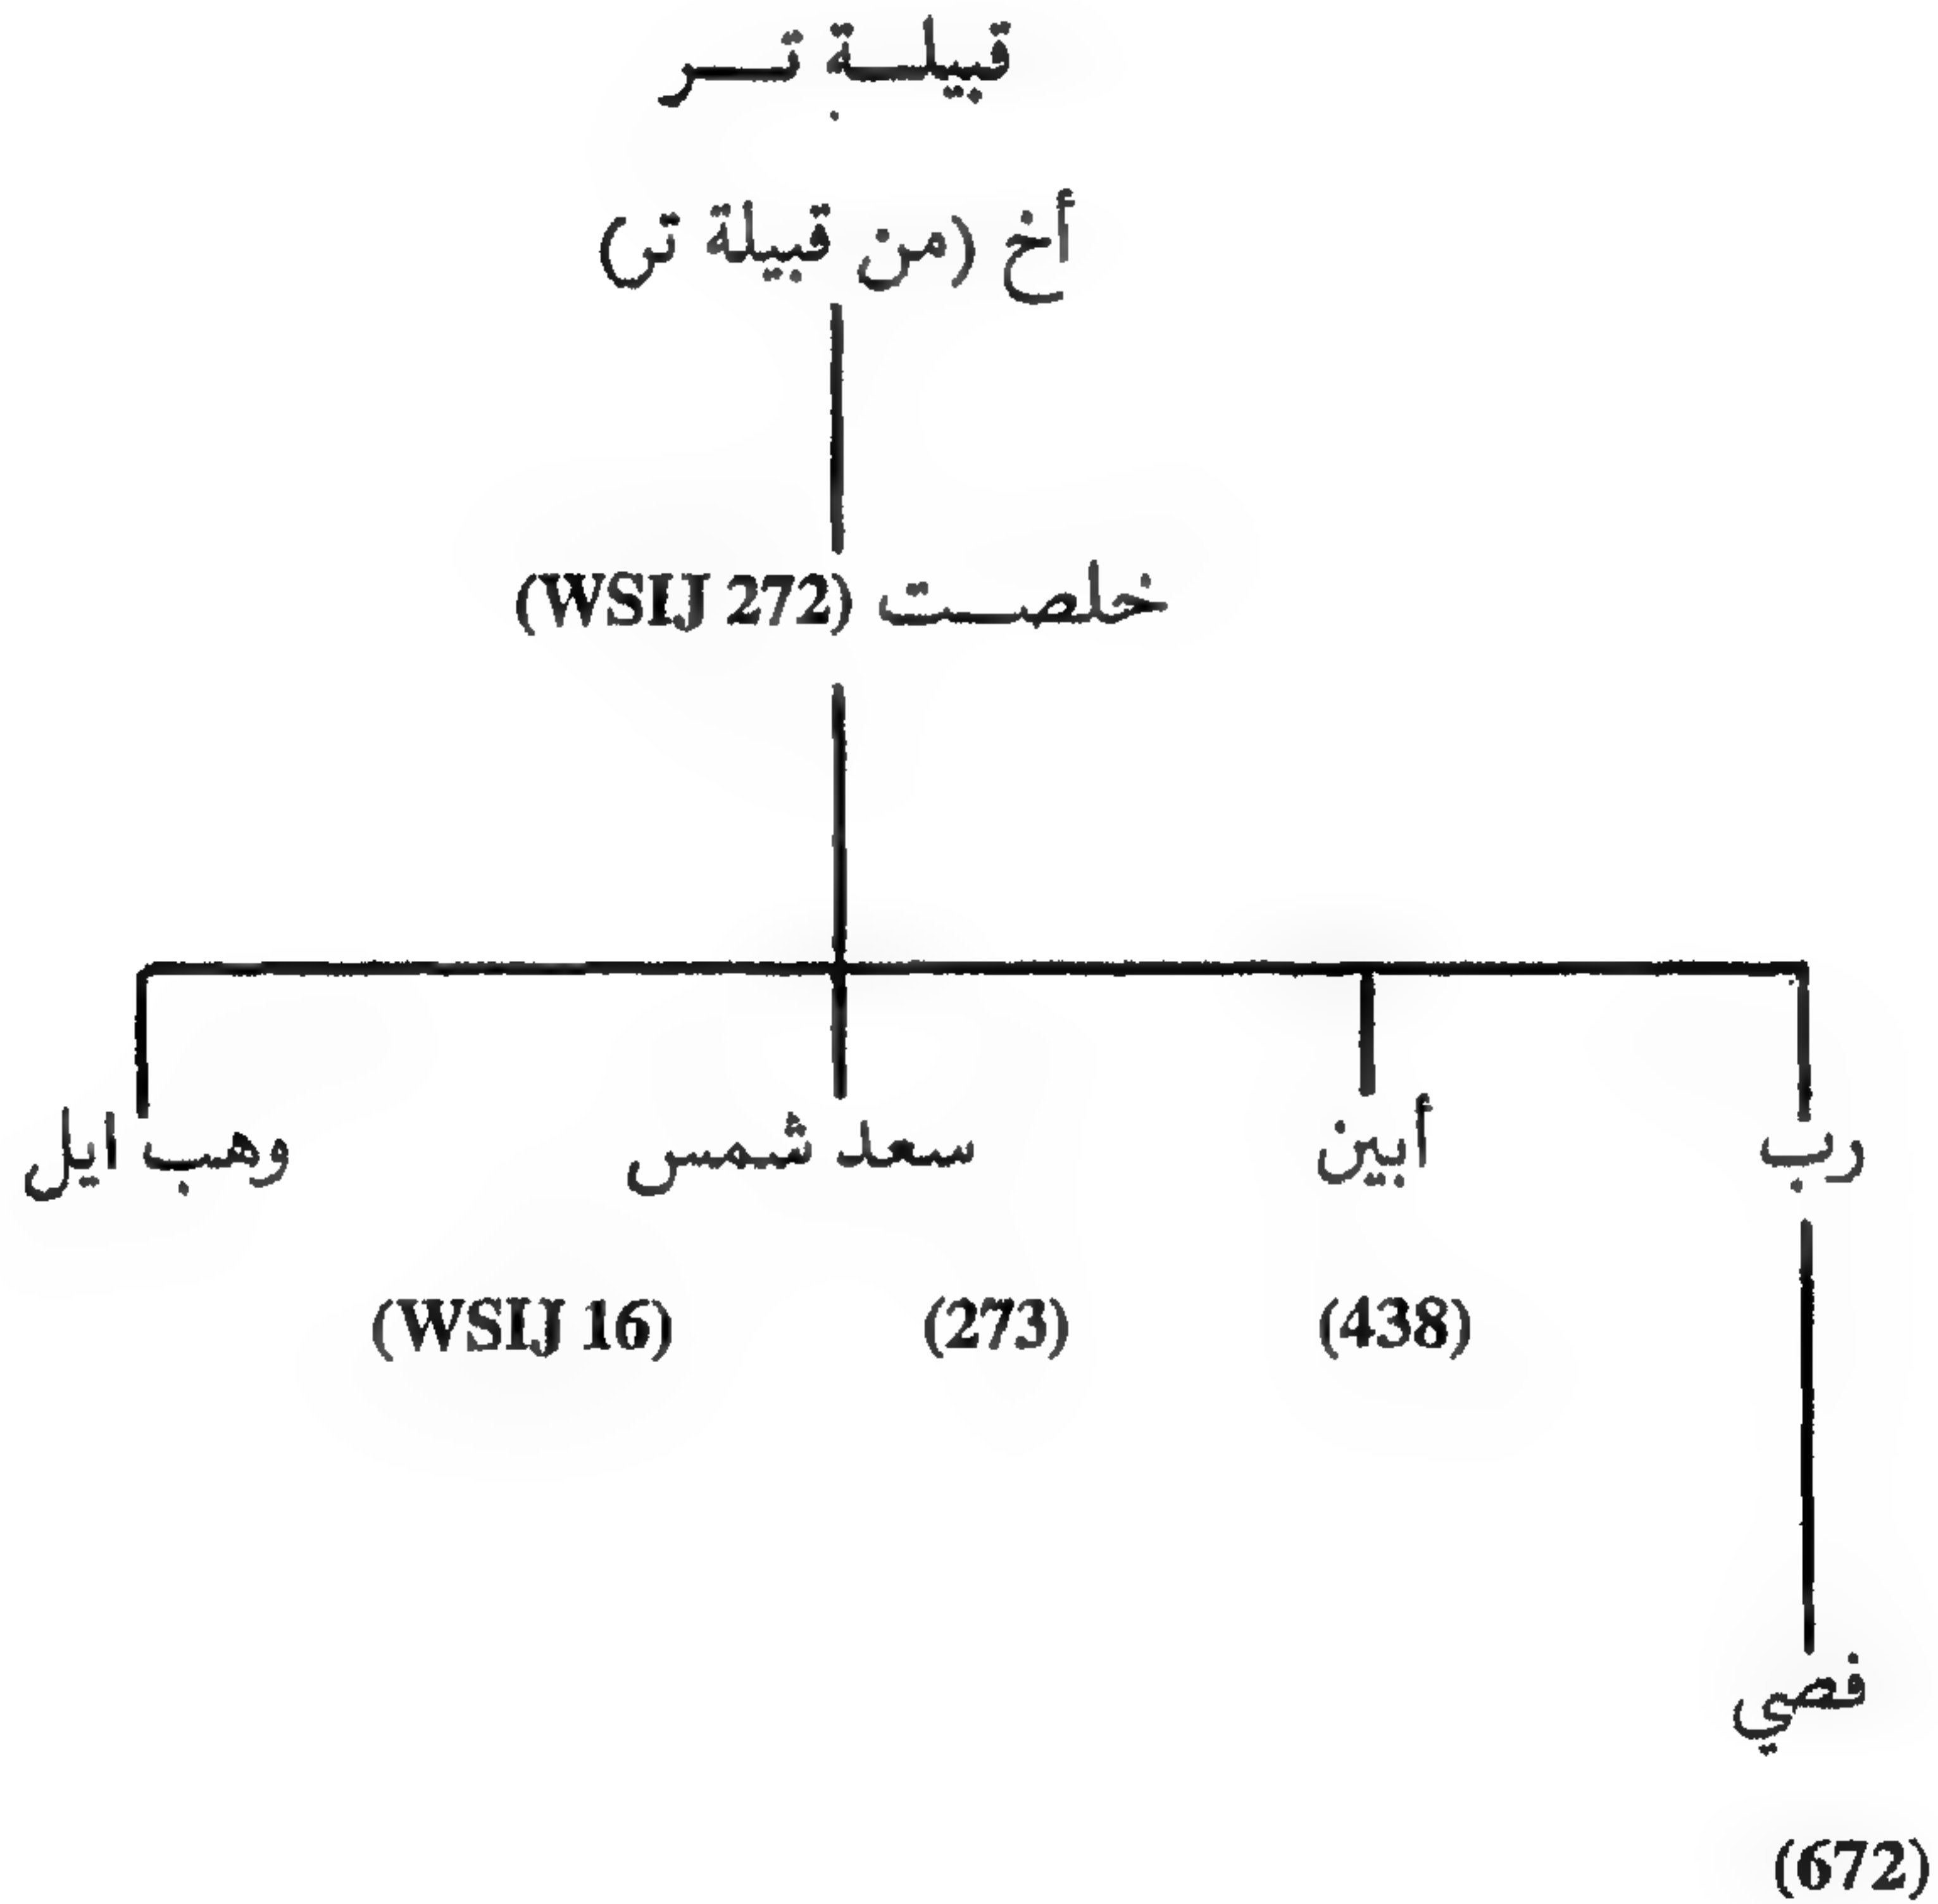 قبيلة تر
أخ (من قبيلة تر)
خلصت (WSIJ 272)
رب أبين سعد شمس وهب ايل
(438) (273) (WSIJ 16)
فصي
(672)